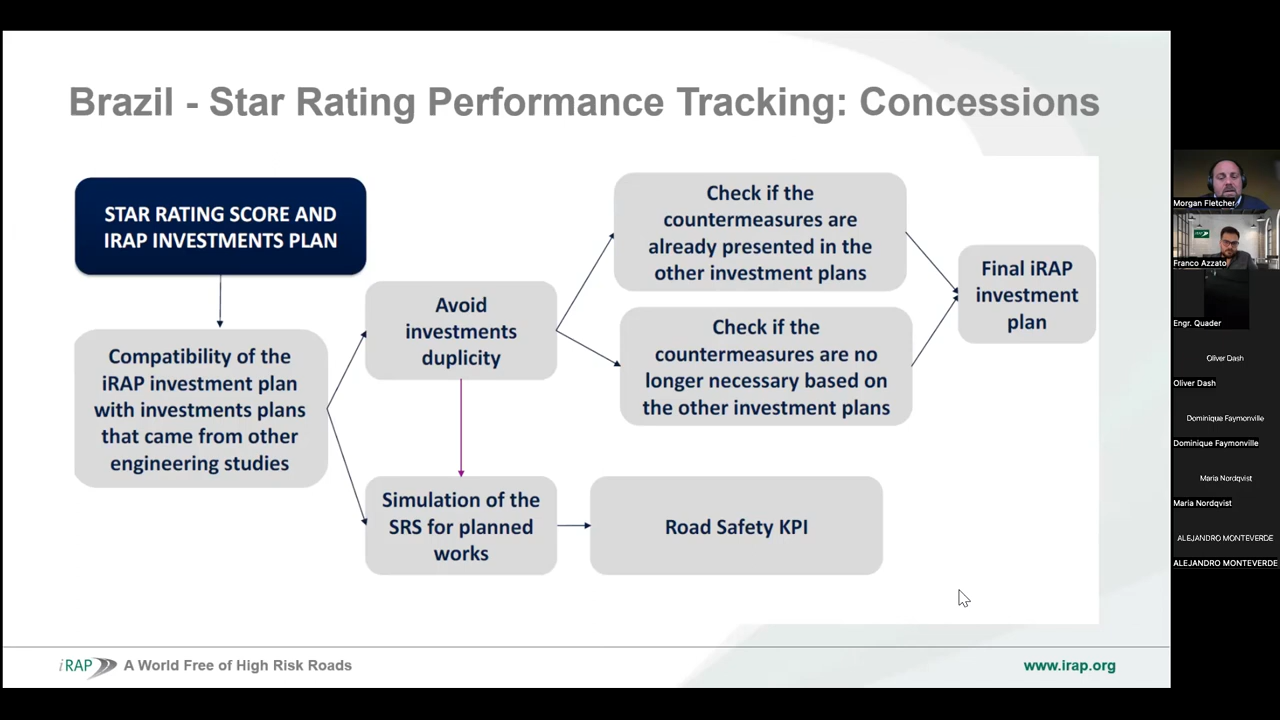 Brazil - Star Rating Performance Tracking: Concessions
STAR RATING SCORE AND
IRAP INVESTMENTS PLAN
Compatibility of the
iRAP investment plan
with investments plans
that came from other
engineering studies
Avoid
investments
duplicity
Check if the
countermeasures are
already presented in the
other investment plans
Check if the
countermeasures are no
longer necessary based on
the other investment plans
Final iRAP
investment
plan
Simulation of the
SRS for planned
works
Road Safety KPI
iRAP
A World Free of High Risk Roads
www.irap.org
Morgan Fletcher
Franco Azzato
Engr. Quader
Oliver Dash
Oliver Dash
Dominique Faymonville
Dominique Faymonville
Maria Nordqvist
Maria Nordqvist
ALEJANDRO MONTEVERDE
ALEJANDRO MONTEVERDE